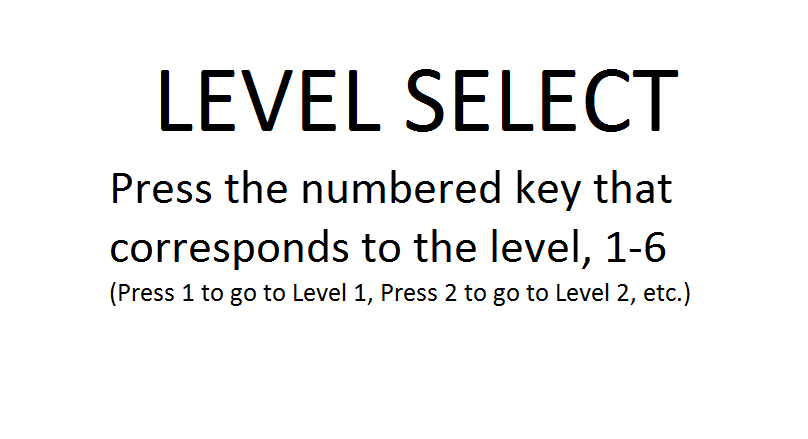 LEVEL SELECT
Press the numbered key that
corresponds to the level, 1-6
(Press 1 to go to Level 1, Press 2 to go to Level 2, etc.)